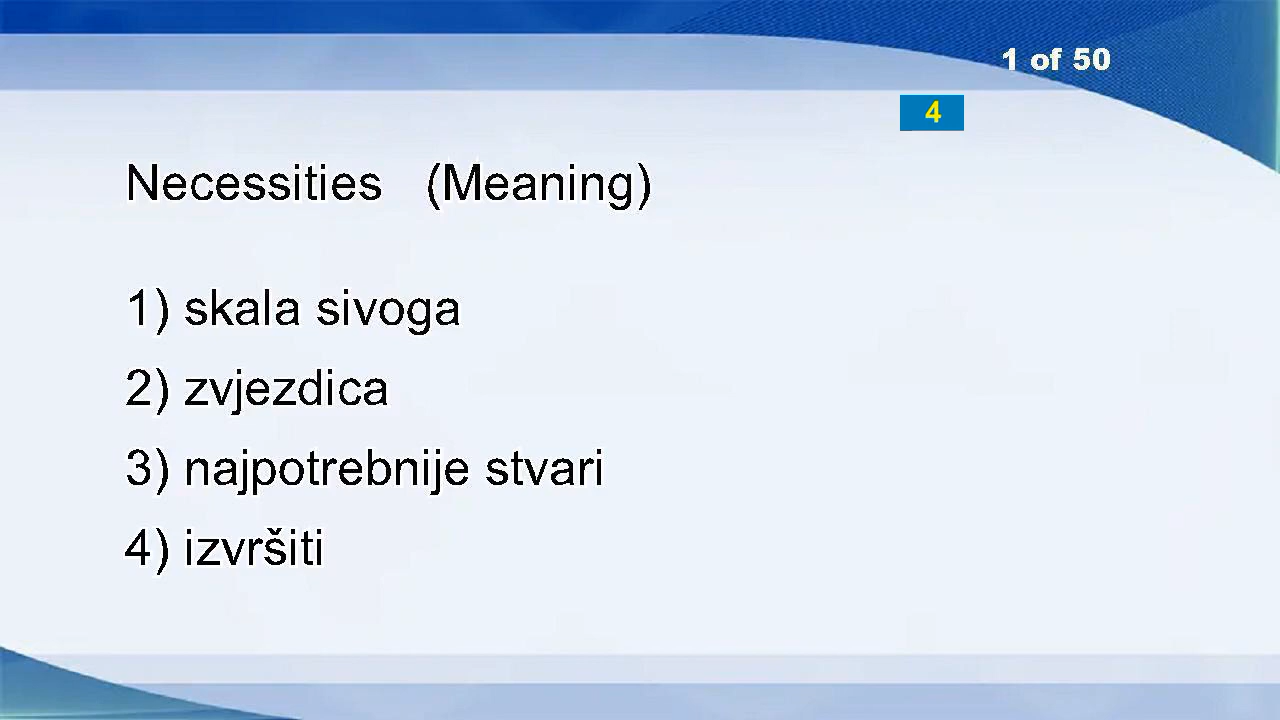 1 of 50
4
Necessities (Meaning)
1) skala sivoga
2) zvjezdica
3) najpotrebnije stvari
4) izvršiti